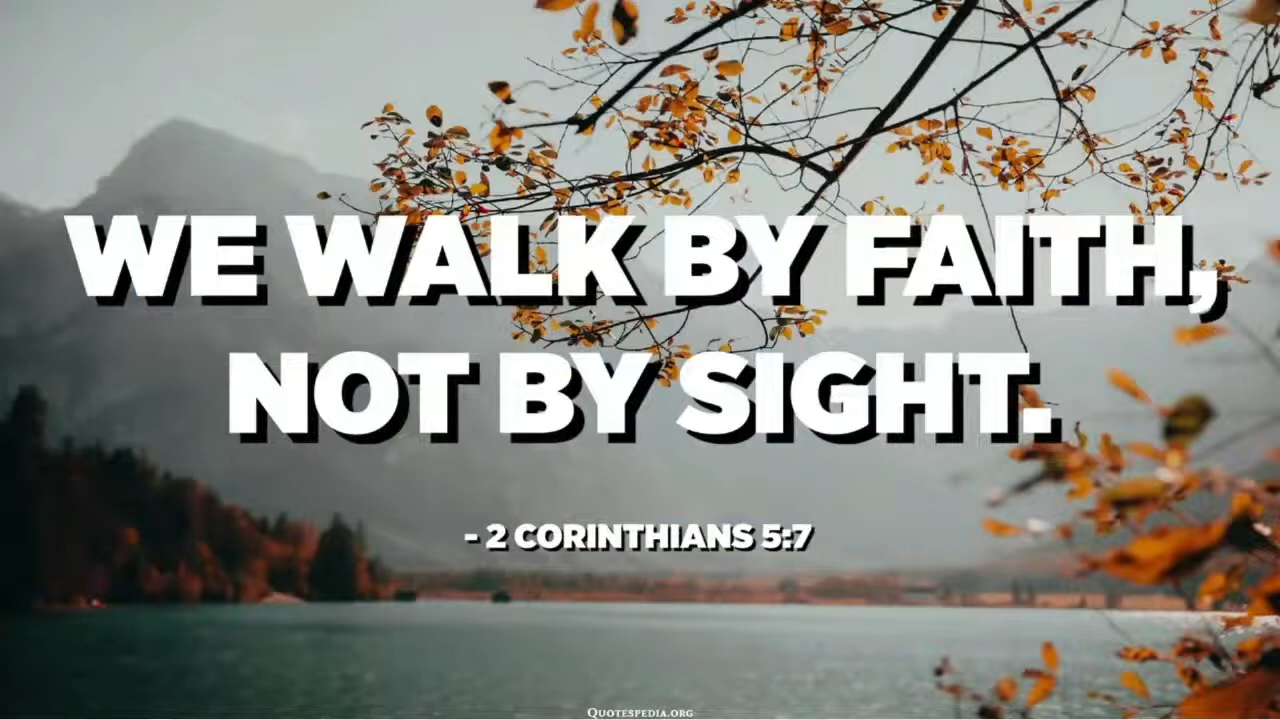 WE WALK BY FAITH,
NOT BY SIGHT.
- 2 CORINTHIANS 5:7
QUOTESPEDIA.ORG